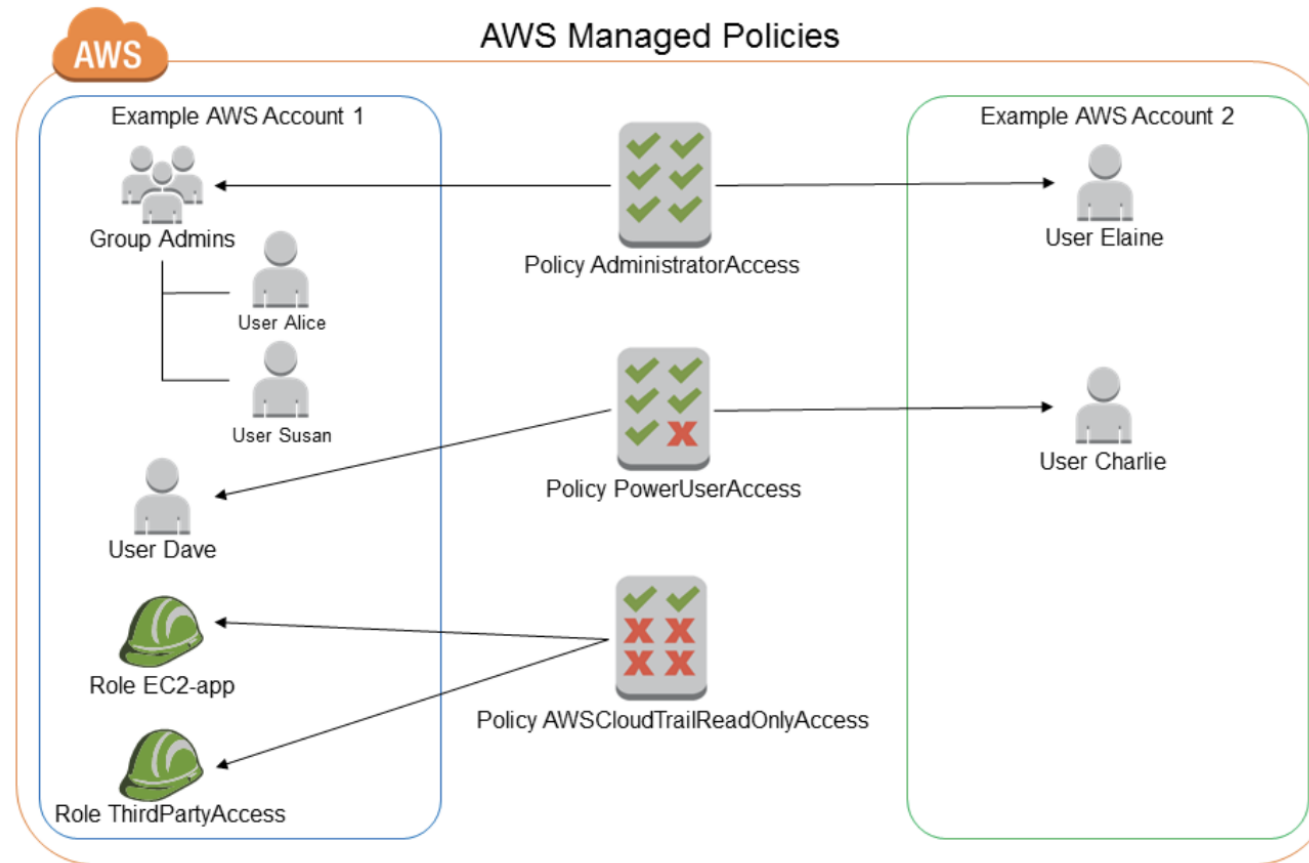 AWS Managed Policies
AWS
Example AWS Account 1
Example AWS Account 2
Group Admins
User Alice
User Susan
User Dave
Role EC2-app
Role ThirdPartyAccess
Policy AdministratorAccess
Policy PowerUserAccess
Policy AWSCloudTrailReadOnlyAccess
User Elaine
User Charlie